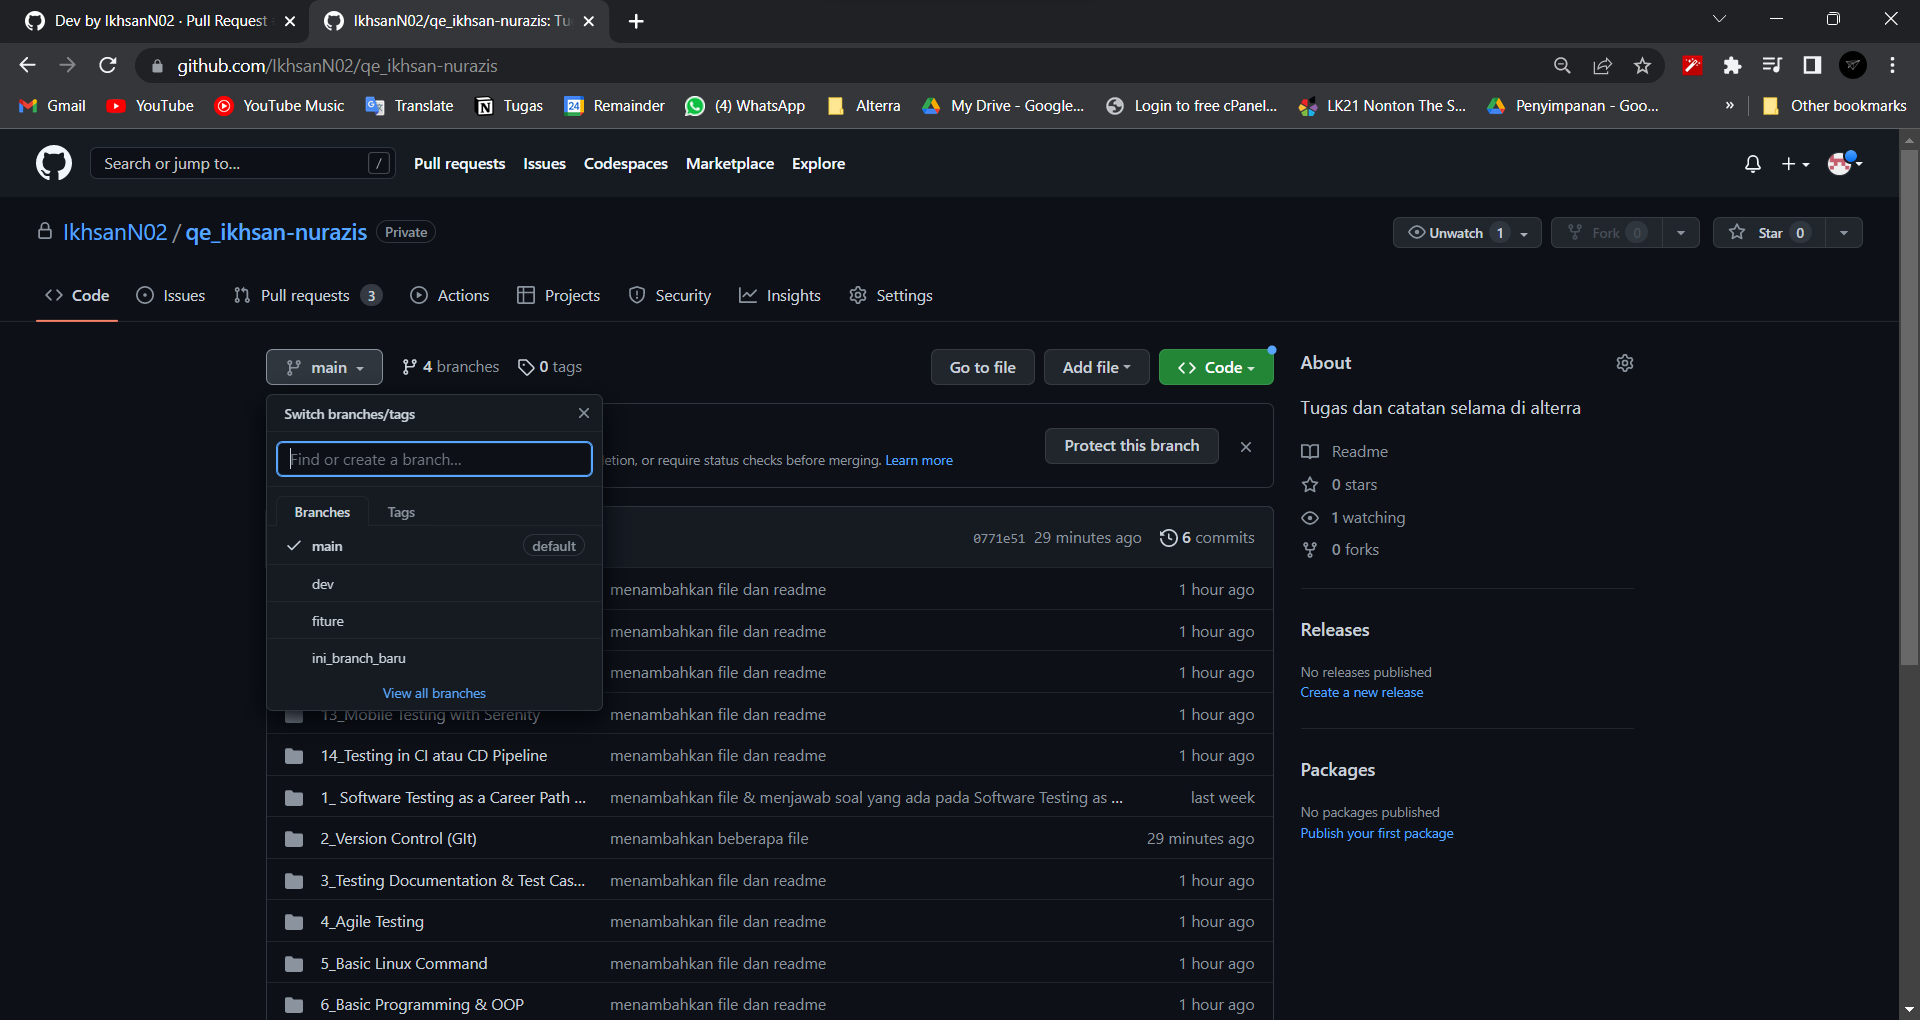 Dev by IkhsanN02 · Pull Request
IkhsanN02/qe_ikhsan-nurazis: Tu
github.com/IkhsanN02/qe_ikhsan-nurazis
Gmail
YouTube
YouTube Music
Translate
Tugas
24 Remainder
(4) WhatsApp
Alterra
My Drive - Google...
Login to free cPanel...
LK21 Nonton The S...
Penyimpanan - Goo...
»
Other bookmarks
Search or jump to... /
Pull requests
Issues
Codespaces
Marketplace
Explore
IkhsanN02 / qe_ikhsan-nurazis Private
Unwatch 1
Fork 0
Star 0
Code
Issues
Pull requests 3
Actions
Projects
Security
Insights
Settings
main
4 branches
0 tags
Go to file
Add file
Code
Switch branches/tags
Find or create a branch...
Branches
Tags
main default
dev
fiture
ini_branch_baru
View all branches
etion, or require status checks before merging. Learn more
Protect this branch
0771e51 29 minutes ago 6 commits
menambahkan file dan readme 1 hour ago
menambahkan file dan readme 1 hour ago
menambahkan file dan readme 1 hour ago
13_Mobile Testing with Serenity menambahkan file dan readme 1 hour ago
14_Testing in CI atau CD Pipeline menambahkan file dan readme 1 hour ago
1_ Software Testing as a Career Path ... menambahkan file & menjawab soal yang ada pada Software Testing as ... last week
2_Version Control (GIt) menambahkan beberapa file 29 minutes ago
3_Testing Documentation & Test Cas... menambahkan file dan readme 1 hour ago
4_Agile Testing menambahkan file dan readme 1 hour ago
5_Basic Linux Command menambahkan file dan readme 1 hour ago
6_Basic Programming & OOP menambahkan file dan readme 1 hour ago
About
Tugas dan catatan selama di alterra
Readme
0 stars
1 watching
0 forks
Releases
No releases published
Create a new release
Packages
No packages published
Publish your first package